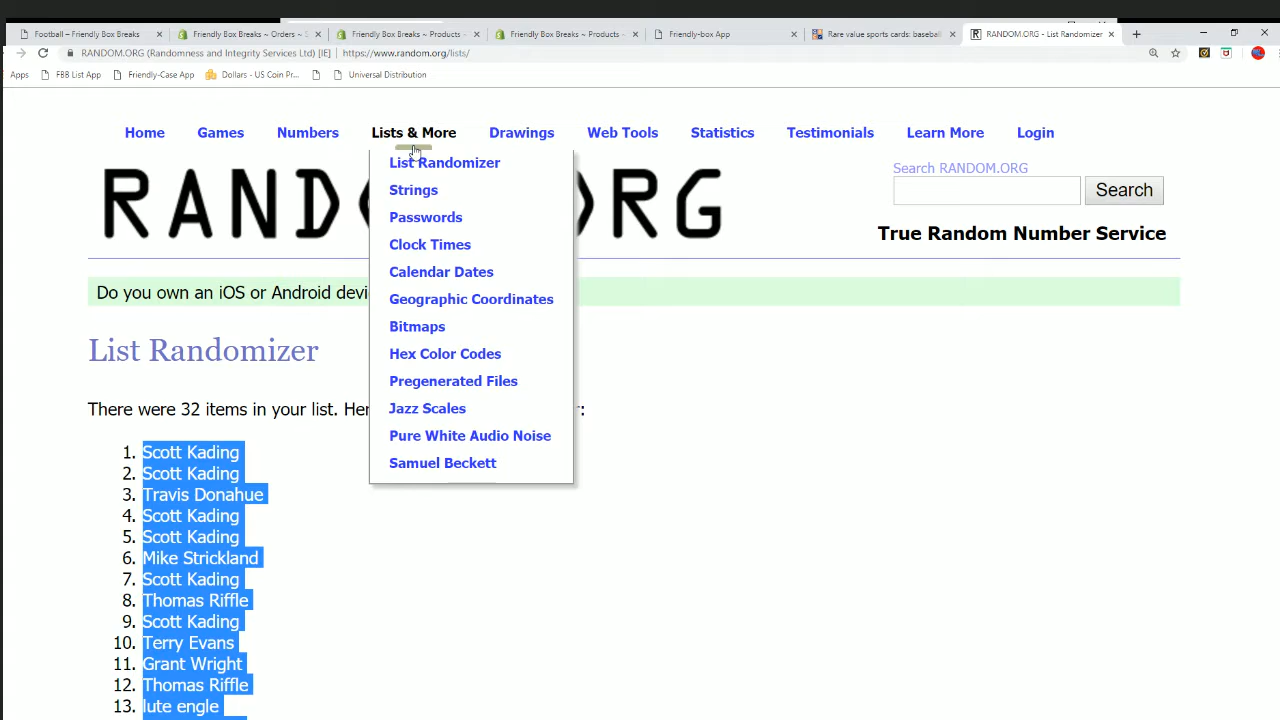 Football – Friendly Box Breaks
Friendly Box Breaks ~ Orders ~ S
Friendly Box Breaks ~ Products ~
Friendly Box Breaks ~ Products ~
Friendly-box App
Rare value sports cards: baseball
RANDOM.ORG - List Randomizer
RANDOM.ORG (Randomness and Integrity Services Ltd) [IE] | https://www.random.org/lists/
Apps FBB List App Friendly-Case App Dollars - US Coin Pr... Universal Distribution
Home Games Numbers Lists & More Drawings Web Tools Statistics Testimonials Learn More Login
List Randomizer
Strings
Passwords
Clock Times
Calendar Dates
Geographic Coordinates
Bitmaps
Hex Color Codes
Pregenerated Files
Jazz Scales
Pure White Audio Noise
Samuel Beckett
RAND RG
Search RANDOM.ORG
Search
True Random Number Service
Do you own an iOS or Android devi
List Randomizer
There were 32 items in your list. Her :
1. Scott Kading
2. Scott Kading
3. Travis Donahue
4. Scott Kading
5. Scott Kading
6. Mike Strickland
7. Scott Kading
8. Thomas Riffle
9. Scott Kading
10. Terry Evans
11. Grant Wright
12. Thomas Riffle
13. lute engle